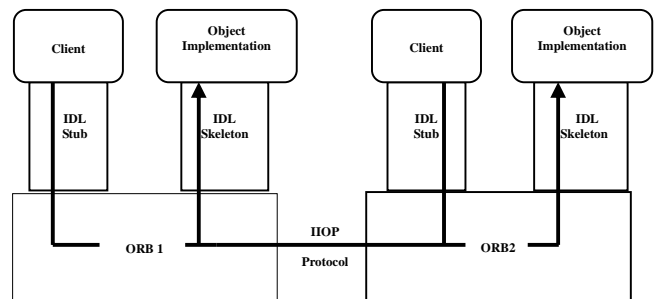 Client
Object
Implementation
Client
Object
Implementation
IDL
Stub
IDL
Skeleton
IDL
Stub
IDL
Skeleton
ORB 1
IIOP
Protocol
ORB2